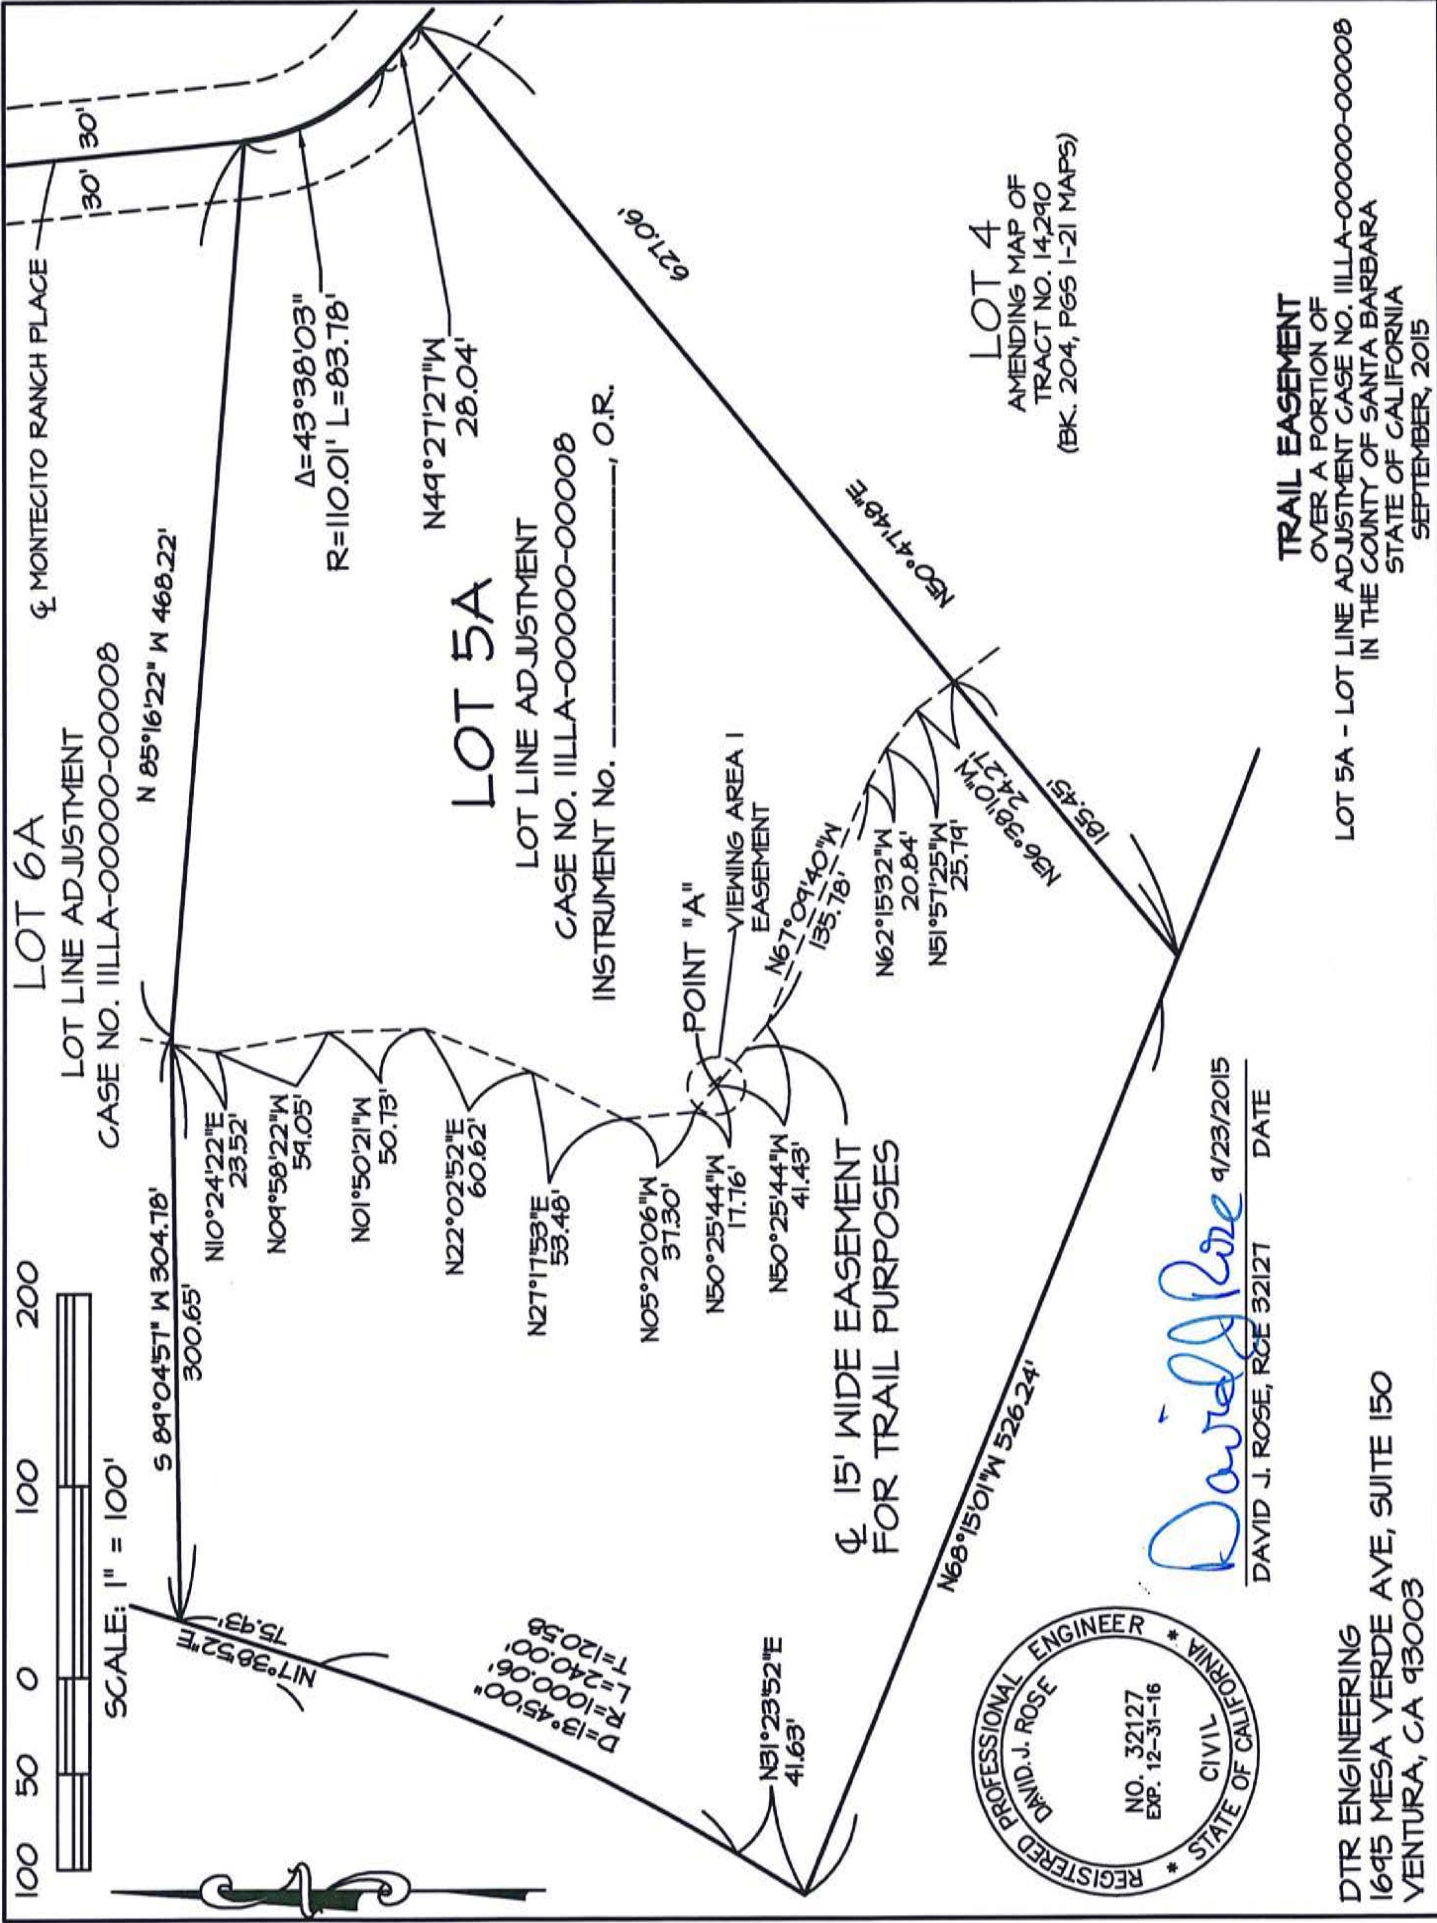 100 50 0 100 200
SCALE: 1" = 100'
LOT 6A
LOT LINE ADJUSTMENT
CASE NO. 11LLA-00000-00008
℄ MONTECITO RANCH PLACE
30' 30'
N 85°16'22" W 468.22'
S 89°04'57" W 304.78'
300.65'
N17°38'52"E
75.93'
D=13°45'00"
R=1000.06'
L=240.00'
T=120.58
N31°23'52"E
41.63'
N10°24'22"E
23.52'
N09°58'22"W
59.05'
N01°50'21"W
50.73'
N22°02'52"E
60.62'
N27°17'53"E
53.48'
N05°20'06"W
37.30'
N50°25'44"W
17.76'
N50°25'44"W
41.43'
POINT "A"
VIEWING AREA 1
EASEMENT
N67°09'40"W
135.78'
N62°15'32"W
20.84'
N51°57'25"W
25.79'
N36°38'10"W
24.27'
185.45'
Δ=43°38'03"
R=110.01' L=83.78'
N49°27'27"W
28.04'
LOT 5A
LOT LINE ADJUSTMENT
CASE NO. 11LLA-00000-00008
INSTRUMENT No. ____________, O.R.
627.06'
N50°47'48"E
℄ 15' WIDE EASEMENT
FOR TRAIL PURPOSES
N68°15'01"W 526.24'
LOT 4
AMENDING MAP OF
TRACT NO. 14,290
(BK. 204, PGS 1-21 MAPS)
REGISTERED PROFESSIONAL ENGINEER
DAVID. J. ROSE
NO. 32127
EXP. 12-31-16
CIVIL
* STATE OF CALIFORNIA *
David J Rose 9/23/2015
DAVID J. ROSE, RCE 32127 DATE
DTR ENGINEERING
1695 MESA VERDE AVE, SUITE 150
VENTURA, CA 93003
TRAIL EASEMENT
OVER A PORTION OF
LOT 5A - LOT LINE ADJUSTMENT CASE NO. 11LLA-00000-00008
IN THE COUNTY OF SANTA BARBARA
STATE OF CALIFORNIA
SEPTEMBER, 2015